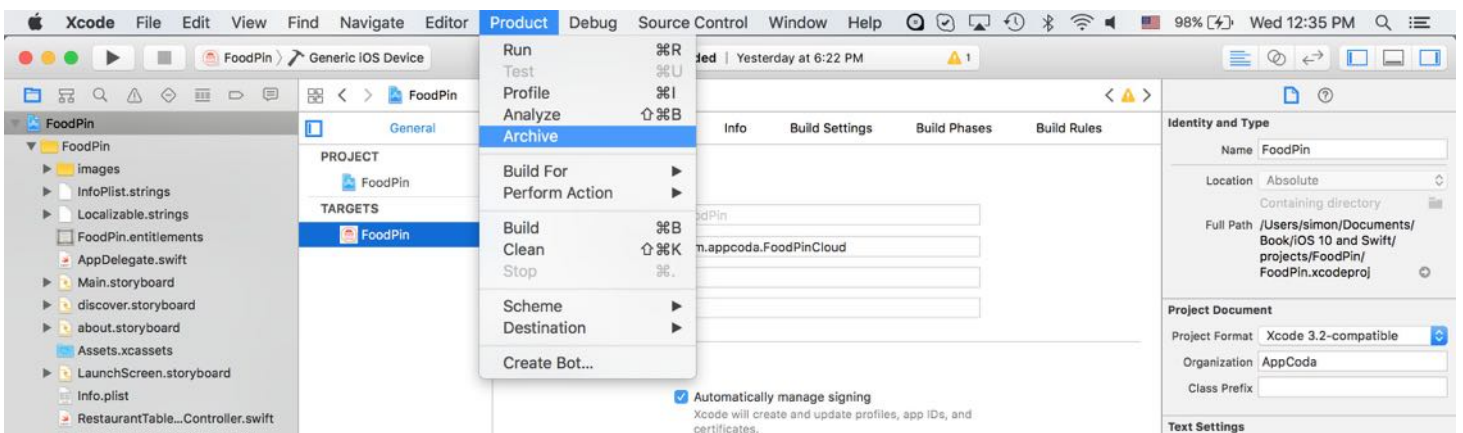 Xcode File Edit View Find Navigate Editor Product Debug Source Control Window Help 98% Wed 12:35 PM
FoodPin Generic iOS Device
Yesterday at 6:22 PM 1
FoodPin
General Info Build Settings Build Phases Build Rules
FoodPin
FoodPin
images
InfoPlist.strings
Localizable.strings
FoodPin.entitlements
AppDelegate.swift
Main.storyboard
discover.storyboard
about.storyboard
Assets.xcassets
LaunchScreen.storyboard
Info.plist
RestaurantTable...Controller.swift
PROJECT
FoodPin
TARGETS
FoodPin
Run ⌘R
Test ⌘U
Profile ⌘I
Analyze ⇧⌘B
Archive
Build For ▶
Perform Action ▶
Build ⌘B
Clean ⇧⌘K
Stop ⌘.
Scheme ▶
Destination ▶
Create Bot...
odPin
m.appcoda.FoodPinCloud
Automatically manage signing
Xcode will create and update profiles, app IDs, and
certificates.
Identity and Type
Name FoodPin
Location Absolute
Containing directory
Full Path /Users/simon/Documents/
Book/iOS 10 and Swift/
projects/FoodPin/
FoodPin.xcodeproj
Project Document
Project Format Xcode 3.2-compatible
Organization AppCoda
Class Prefix
Text Settings